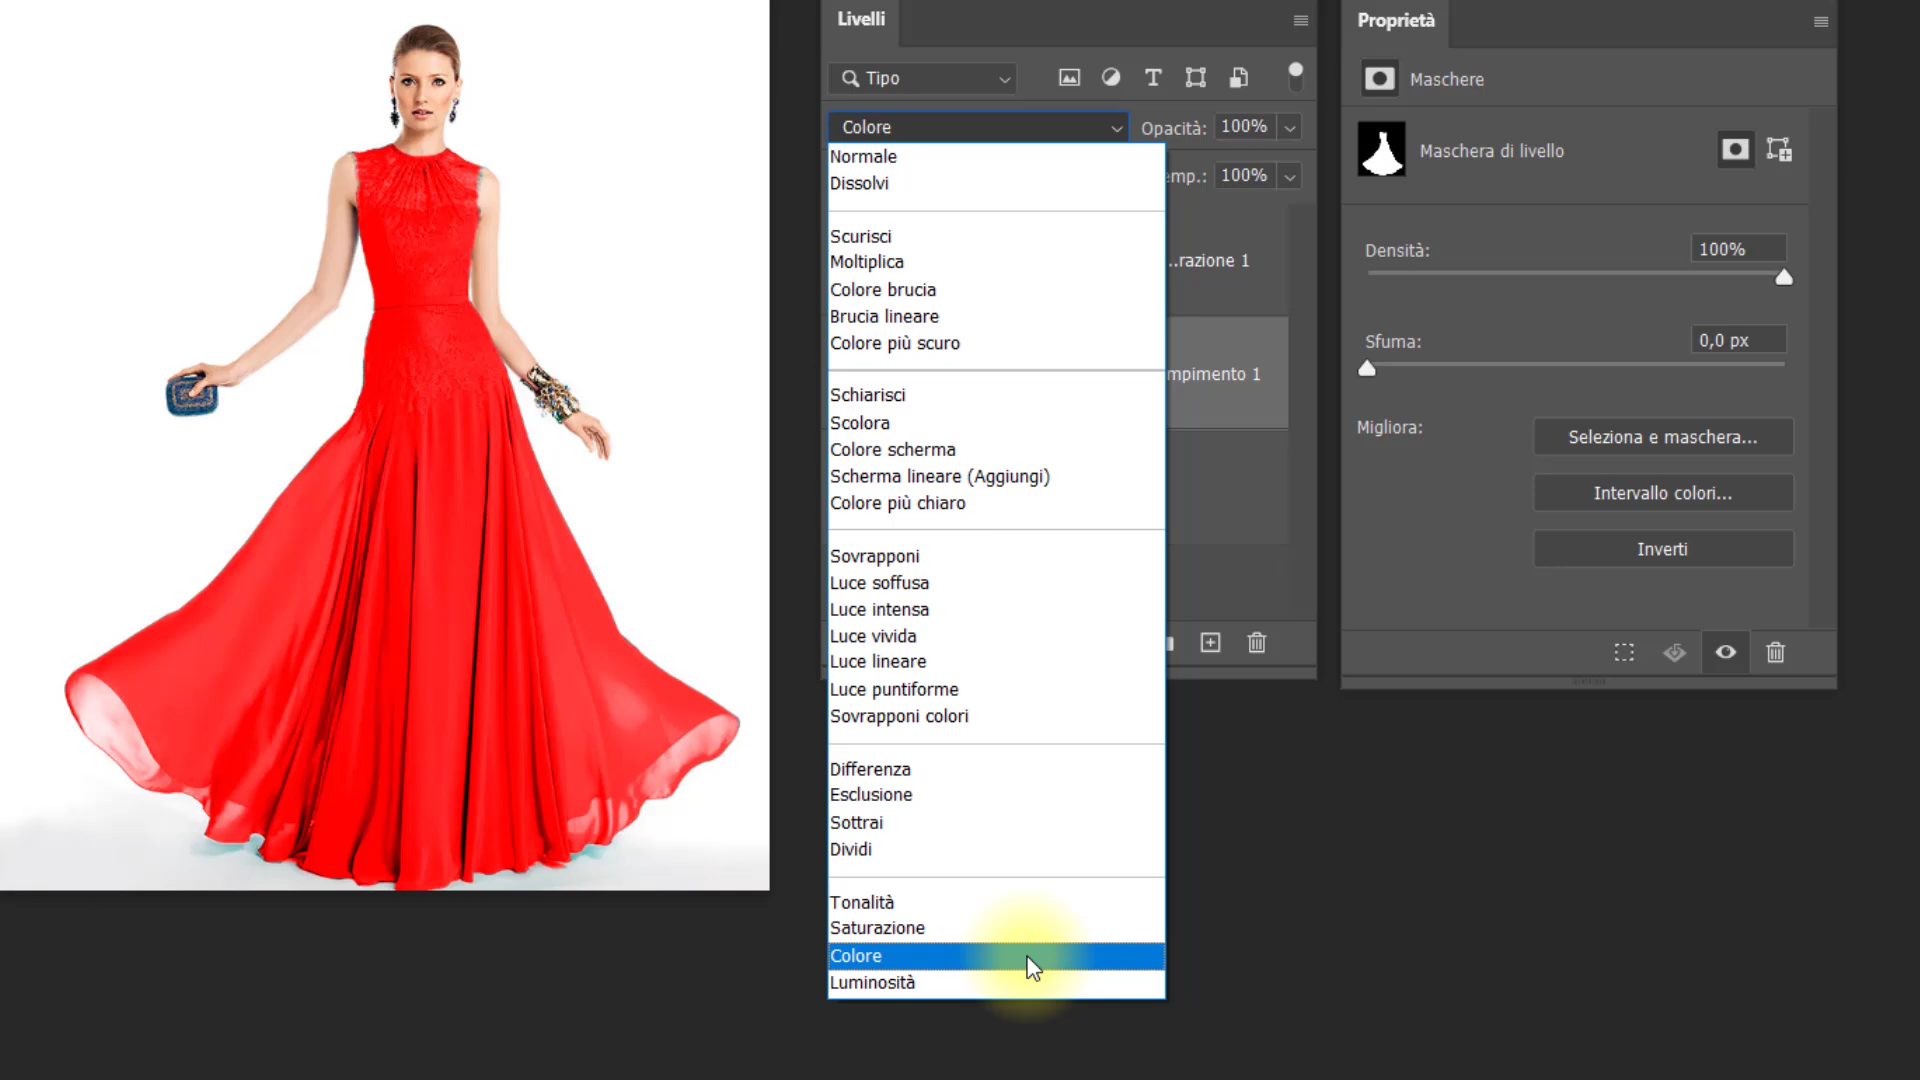 Livelli
Tipo
Colore
Opacità: 100%
emp.: 100%
Normale
Dissolvi
Scurisci
Moltiplica
Colore brucia
Brucia lineare
Colore più scuro
Schiarisci
Scolora
Colore scherma
Scherma lineare (Aggiungi)
Colore più chiaro
Sovrapponi
Luce soffusa
Luce intensa
Luce vivida
Luce lineare
Luce puntiforme
Sovrapponi colori
Differenza
Esclusione
Sottrai
Dividi
Tonalità
Saturazione
Colore
Luminosità
...razione 1
mpimento 1
Proprietà
Maschere
Maschera di livello
Densità: 100%
Sfuma: 0,0 px
Migliora:
Seleziona e maschera...
Intervallo colori...
Inverti